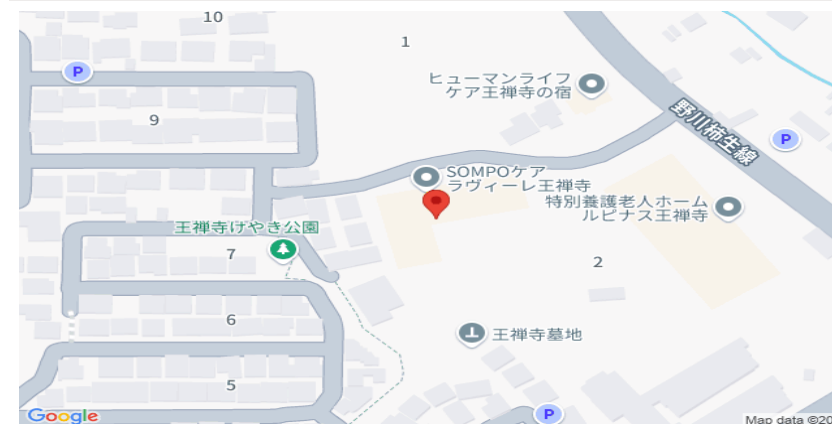 10
1
P
ヒューマンライフ
ケア王禅寺の宿
9
野川柿生線
P
SOMPOケア
ラヴィーレ王禅寺
特別養護老人ホーム
ルピナス王禅寺
王禅寺けやき公園
7
2
6
王禅寺墓地
5
P
Google
Map data ©20